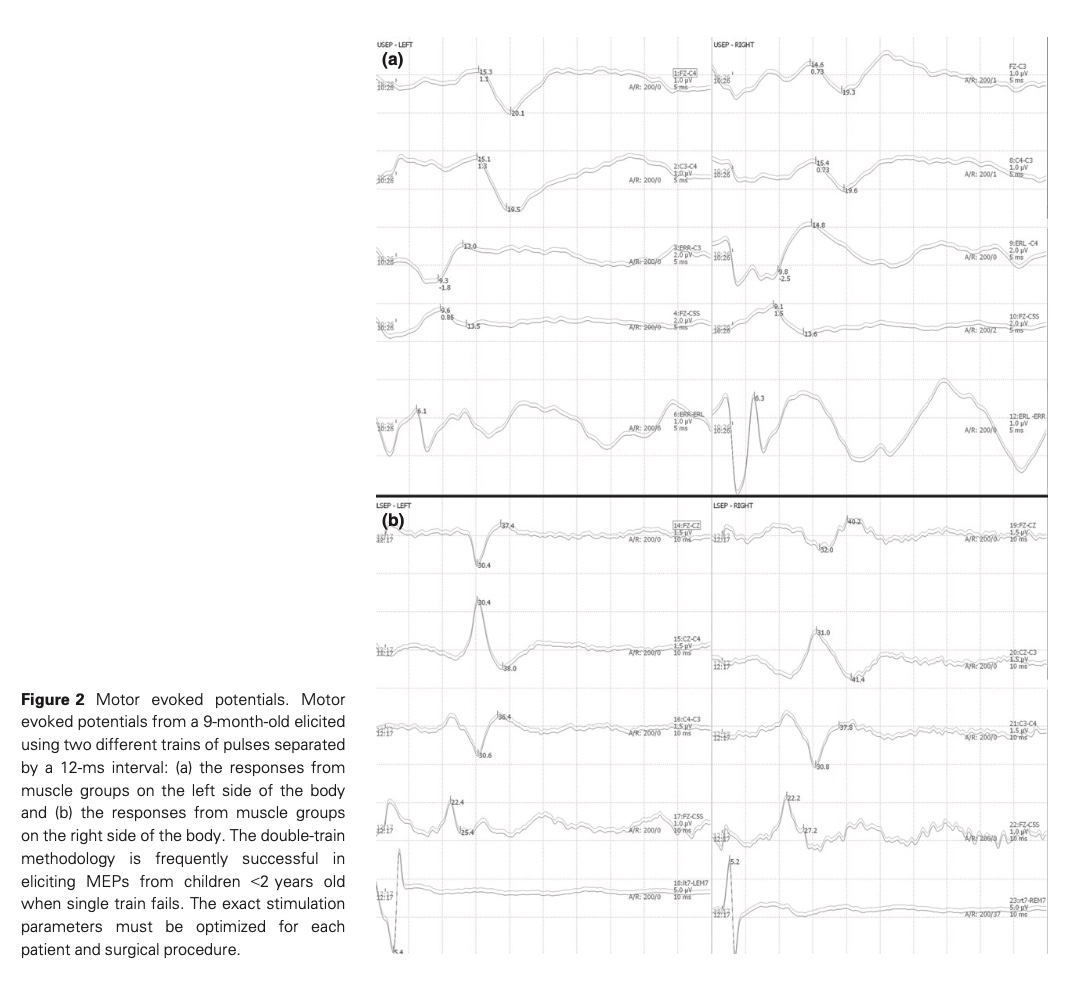 USEP - LEFT
(a)
15.3
1.1
20.1
1:FZ-C4
1.0 µV
A/R: 200/0 5 ms
10:26
USEP - RIGHT
14.6
0.73
19.3
FZ-C3
1.0 µV
A/R: 200/1 5 ms
10:26
15.1
1.3
19.5
2:C3-C4
1.0 µV
A/R: 200/0 5 ms
10:26
15.4
0.73
19.6
8:C4-C3
1.0 µV
A/R: 200/1 5 ms
10:26
13.0
9.3
-1.8
3:ERR-C3
2.0 µV
A/R: 200/0 5 ms
10:26
14.8
9.8
-2.5
9:ERL -C4
2.0 µV
A/R: 200/0 5 ms
10:26
9.6
13.5
4:FZ-C5S
2.0 µV
A/R: 200/0 5 ms
10:26
9.1
1.5
13.6
10:FZ-C5S
2.0 µV
A/R: 200/2 5 ms
10:26
6.1
6:ERR-ERL
1.0 µV
5 ms
10:26
6.3
12:ERL -ERR
1.0 µV
5 ms
10:26
LSEP - LEFT
(b)
37.4
30.4
14:FZ-CZ
1.5 µV
A/R: 200/0 10 ms
12:17
LSEP - RIGHT
40.2
32.0
19:FZ-CZ
1.5 µV
A/R: 200/0 10 ms
12:17
30.4
38.0
15:CZ-C4
1.5 µV
A/R: 200/0 10 ms
12:17
31.0
41.4
20:CZ-C3
1.5 µV
A/R: 200/0 10 ms
12:17
36.4
30.6
16:C4-C3
1.5 µV
A/R: 200/0 10 ms
12:17
37.8
30.8
21:C3-C4
1.5 µV
A/R: 200/0 10 ms
12:17
22.4
25.4
17:FZ-C5S
1.0 µV
A/R: 200/0 10 ms
12:17
22.2
27.2
22:FZ-C5S
1.0 µV
A/R: 200/0 10 ms
12:17
5.4
18:lt7-LEM7
5.0 µV
A/R: 200/0 10 ms
12:17
5.2
23:rt7-REM7
5.0 µV
A/R: 200/37 10 ms
12:17
Figure 2 Motor evoked potentials. Motor
evoked potentials from a 9-month-old elicited
using two different trains of pulses separated
by a 12-ms interval: (a) the responses from
muscle groups on the left side of the body
and (b) the responses from muscle groups
on the right side of the body. The double-train
methodology is frequently successful in
eliciting MEPs from children <2 years old
when single train fails. The exact stimulation
parameters must be optimized for each
patient and surgical procedure.